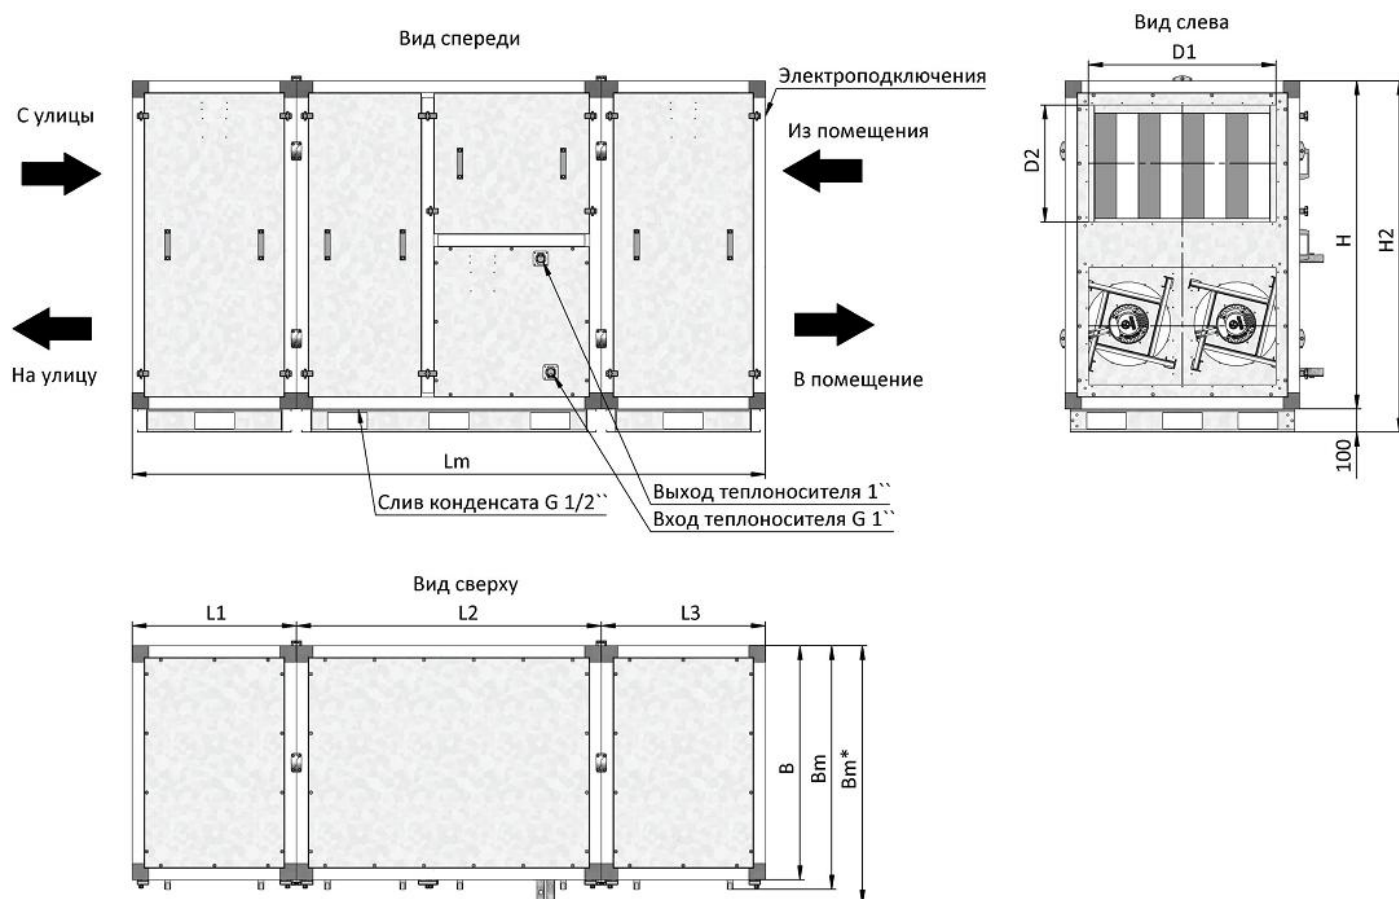 Вид спереди
Вид слева
D1
Электроподключения
С улицы
Из помещения
D2
H
H2
На улицу
В помещение
100
Lm
Слив конденсата G 1/2``
Выход теплоносителя 1``
Вход теплоносителя G 1``
Вид сверху
L1
L2
L3
B
Bm
Bm*